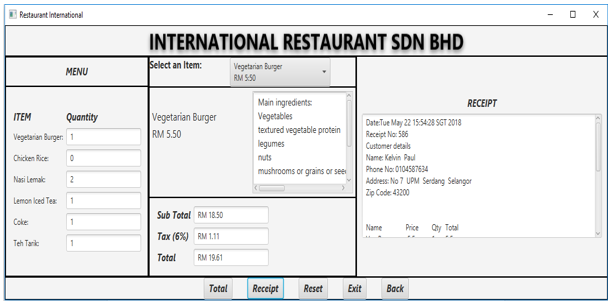 Restaurant International
INTERNATIONAL RESTAURANT SDN BHD
MENU
ITEM Quantity
Vegetarian Burger: 1
Chicken Rice: 0
Nasi Lemak: 2
Lemon Iced Tea: 1
Coke: 1
Teh Tarik: 1
Select an Item: Vegetarian Burger
RM 5:50
Vegetarian Burger
RM 5.50
Main ingredients:
Vegetables
textured vegetable protein
legumes
nuts
mushrooms or grains or see
Sub Total RM 18.50
Tax (6%) RM 1.11
Total RM 19.61
RECEIPT
Date:Tue May 22 15:54:28 SGT 2018
Receipt No: 586
Customer details
Name: Kelvin Paul
Phone No: 0104587634
Address: No 7 UPM Serdang Selangor
Zip Code: 43200
Name Price Qty Total
Total Receipt Reset Exit Back